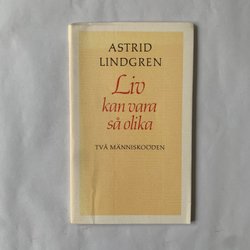 ASTRID
LINDGREN
Liv
kan vara
så olika
TVÅ MÄNNISKOÖDEN